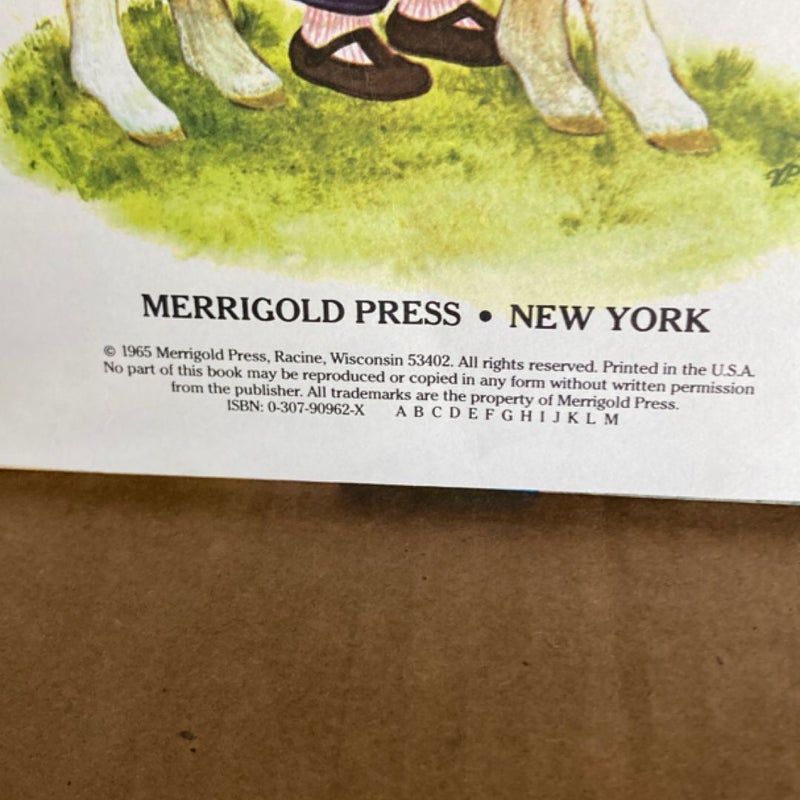 MERRIGOLD PRESS • NEW YORK
© 1965 Merrigold Press, Racine, Wisconsin 53402. All rights reserved. Printed in the U.S.A.
No part of this book may be reproduced or copied in any form without written permission
from the publisher. All trademarks are the property of Merrigold Press.
ISBN: 0-307-90962-X A B C D E F G H I J K L M